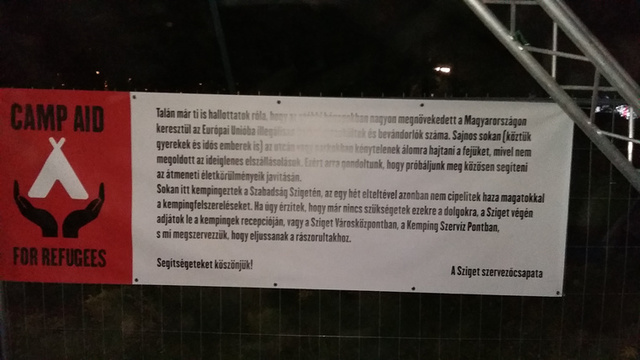 CAMP AID
FOR REFUGEES
Talán már ti is hallottatok róla, hogy az hónapokban nagyon megnövekedett a Magyarországon
keresztül az Európai Unióba illegálisan és bevándorlók száma. Sajnos sokan (köztük
gyerekek és idős emberek is) az utcán vagy parkokban kénytelenek álomra hajtani a fejüket, mivel nem
megoldott az ideiglenes elszállásolásuk. Ezért arra gondoltunk, hogy próbáljunk meg közösen segíteni
az átmeneti életkörülményeik javításán.
Sokan itt kempingeztek a Szabadság Szigetén, az egy hét elteltével azonban nem cipelitek haza magatokkal
a kempingfelszereléseket. Ha úgy érzitek, hogy már nincs szükségetek ezekre a dolgokra, a Sziget végén
adjátok le a kempingek recepcióján, vagy a Sziget Városközpontban, a Kemping Szerviz Pontban,
s mi megszervezzük, hogy eljussanak a rászorultakhoz.
Segítségeteket köszönjük!
A Sziget szervezőcsapata